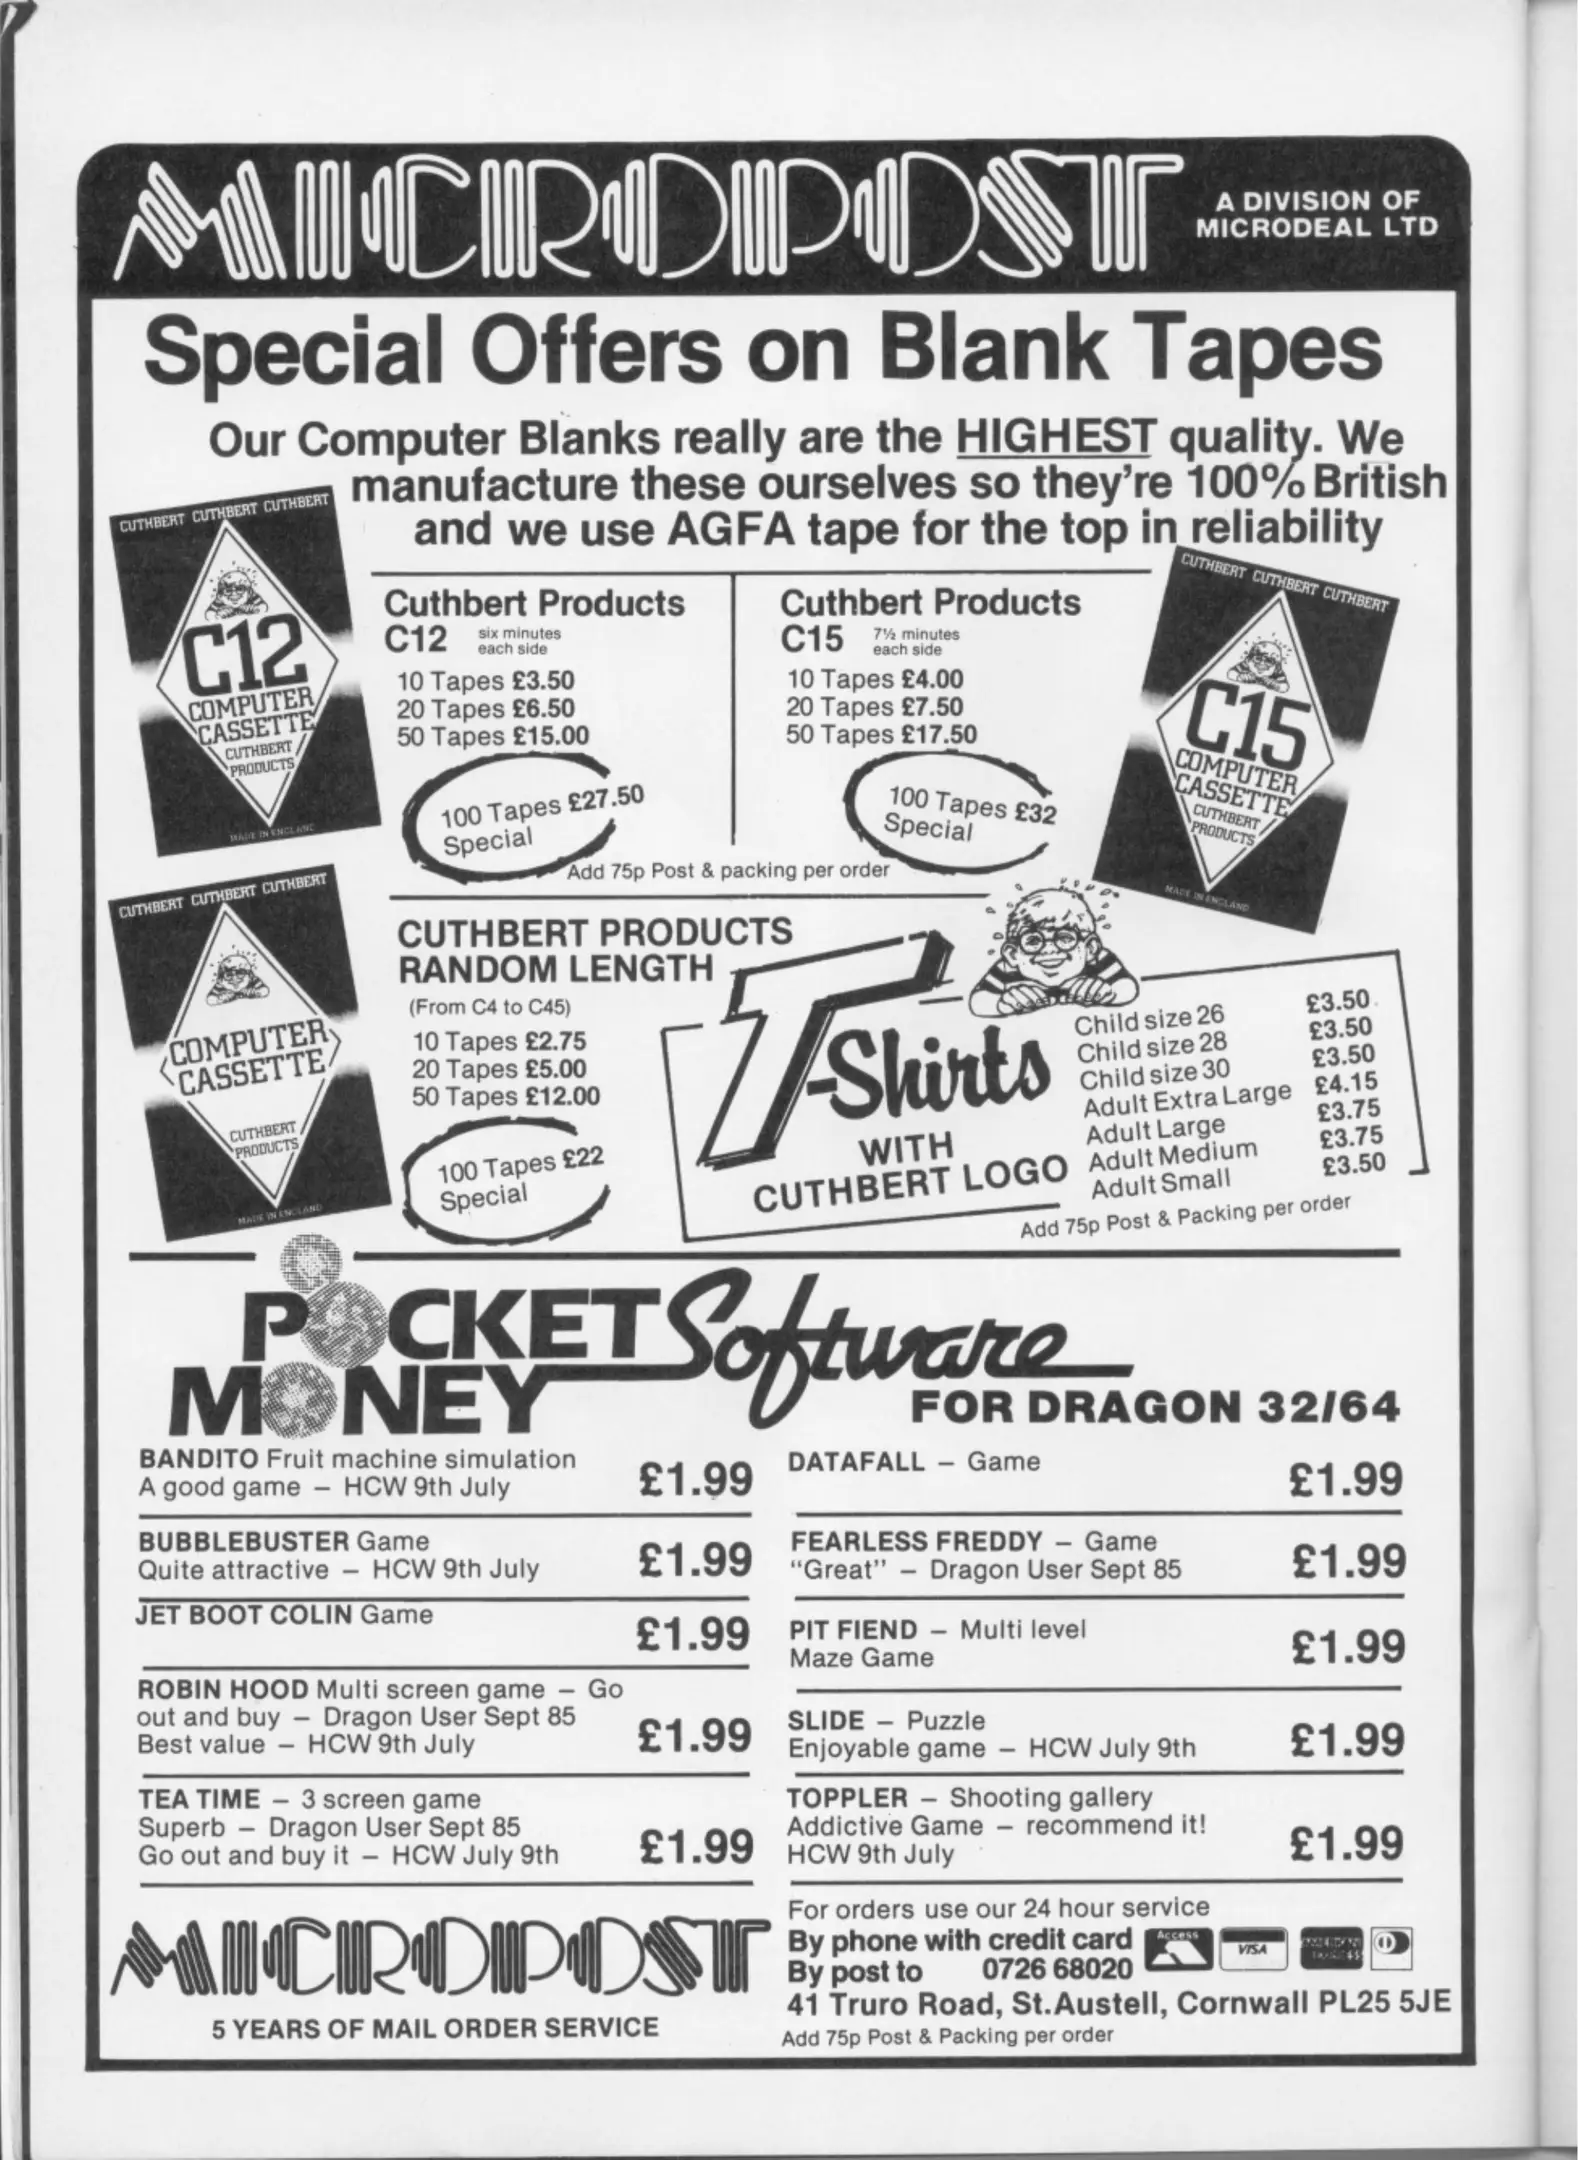 MICROPOST
A DIVISION OF
MICRODEAL LTD
Special Offers on Blank Tapes
Our Computer Blanks really are the HIGHEST quality. We
manufacture these ourselves so they're 100% British
and we use AGFA tape for the top in reliability
CUTHBERT CUTHBERT CUTHBERT
C12
COMPUTER
CASSETTE
CUTHBERT
PRODUCTS
MADE IN ENGLAND
Cuthbert Products
C12 six minutes
each side
10 Tapes £3.50
20 Tapes £6.50
50 Tapes £15.00
100 Tapes £27.50
Special
Cuthbert Products
C15 7½ minutes
each side
10 Tapes £4.00
20 Tapes £7.50
50 Tapes £17.50
100 Tapes £32
Special
CUTHBERT CUTHBERT CUTHBERT
C15
COMPUTER
CASSETTE
CUTHBERT
PRODUCTS
MADE IN ENGLAND
Add 75p Post & packing per order
CUTHBERT CUTHBERT CUTHBERT
COMPUTER
CASSETTE
CUTHBERT
PRODUCTS
MADE IN ENGLAND
CUTHBERT PRODUCTS
RANDOM LENGTH
(From C4 to C45)
10 Tapes £2.75
20 Tapes £5.00
50 Tapes £12.00
100 Tapes £22
Special
T-Shirts
WITH
CUTHBERT LOGO
Child size 26 £3.50
Child size 28 £3.50
Child size 30 £3.50
Adult Extra Large £4.15
Adult Large £3.75
Adult Medium £3.75
Adult Small £3.50
Add 75p Post & Packing per order
POCKET Software
MONEY
FOR DRAGON 32/64
BANDITO Fruit machine simulation
A good game – HCW 9th July
£1.99
BUBBLEBUSTER Game
Quite attractive – HCW 9th July
£1.99
JET BOOT COLIN Game
£1.99
ROBIN HOOD Multi screen game – Go
out and buy – Dragon User Sept 85
Best value – HCW 9th July
£1.99
TEA TIME – 3 screen game
Superb – Dragon User Sept 85
Go out and buy it – HCW July 9th
£1.99
DATAFALL – Game
£1.99
FEARLESS FREDDY – Game
"Great" – Dragon User Sept 85
£1.99
PIT FIEND – Multi level
Maze Game
£1.99
SLIDE – Puzzle
Enjoyable game – HCW July 9th
£1.99
TOPPLER – Shooting gallery
Addictive Game – recommend it!
HCW 9th July
£1.99
MICROPOST
5 YEARS OF MAIL ORDER SERVICE
For orders use our 24 hour service
By phone with credit card
By post to 0726 68020
Access
VISA
41 Truro Road, St.Austell, Cornwall PL25 5JE
Add 75p Post & Packing per order